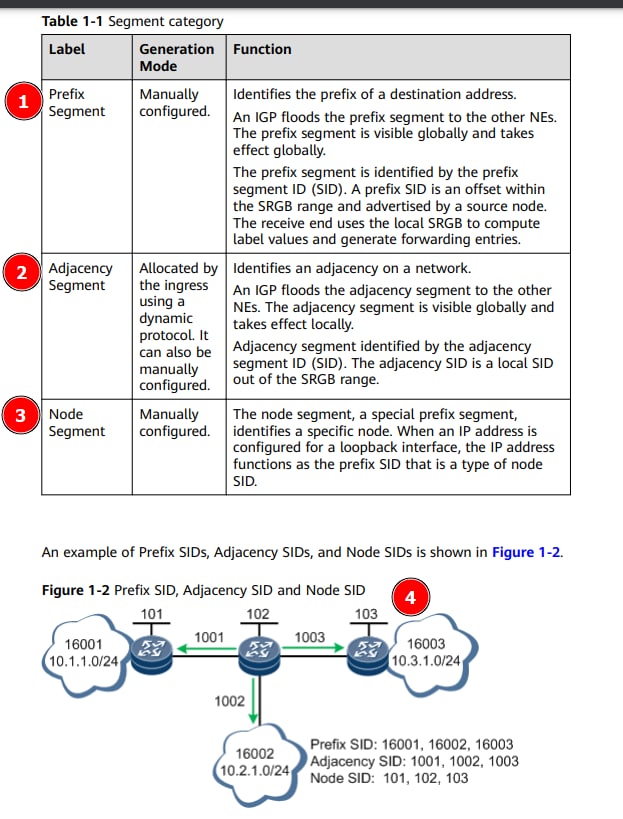 Table 1-1 Segment category
Label
Generation
Mode
Function
1
Prefix
Segment
Manually
configured.
Identifies the prefix of a destination address.
An IGP floods the prefix segment to the other NEs.
The prefix segment is visible globally and takes
effect globally.
The prefix segment is identified by the prefix
segment ID (SID). A prefix SID is an offset within
the SRGB range and advertised by a source node.
The receive end uses the local SRGB to compute
label values and generate forwarding entries.
2
Adjacency
Segment
Allocated by
the ingress
using a
dynamic
protocol. It
can also be
manually
configured.
Identifies an adjacency on a network.
An IGP floods the adjacency segment to the other
NEs. The adjacency segment is visible globally and
takes effect locally.
Adjacency segment identified by the adjacency
segment ID (SID). The adjacency SID is a local SID
out of the SRGB range.
3
Node
Segment
Manually
configured.
The node segment, a special prefix segment,
identifies a specific node. When an IP address is
configured for a loopback interface, the IP address
functions as the prefix SID that is a type of node
SID.
An example of Prefix SIDs, Adjacency SIDs, and Node SIDs is shown in Figure 1-2.
Figure 1-2 Prefix SID, Adjacency SID and Node SID
4
101
102
103
16001
10.1.1.0/24
1001
1003
16003
10.3.1.0/24
1002
16002
10.2.1.0/24
Prefix SID: 16001, 16002, 16003
Adjacency SID: 1001, 1002, 1003
Node SID: 101, 102, 103